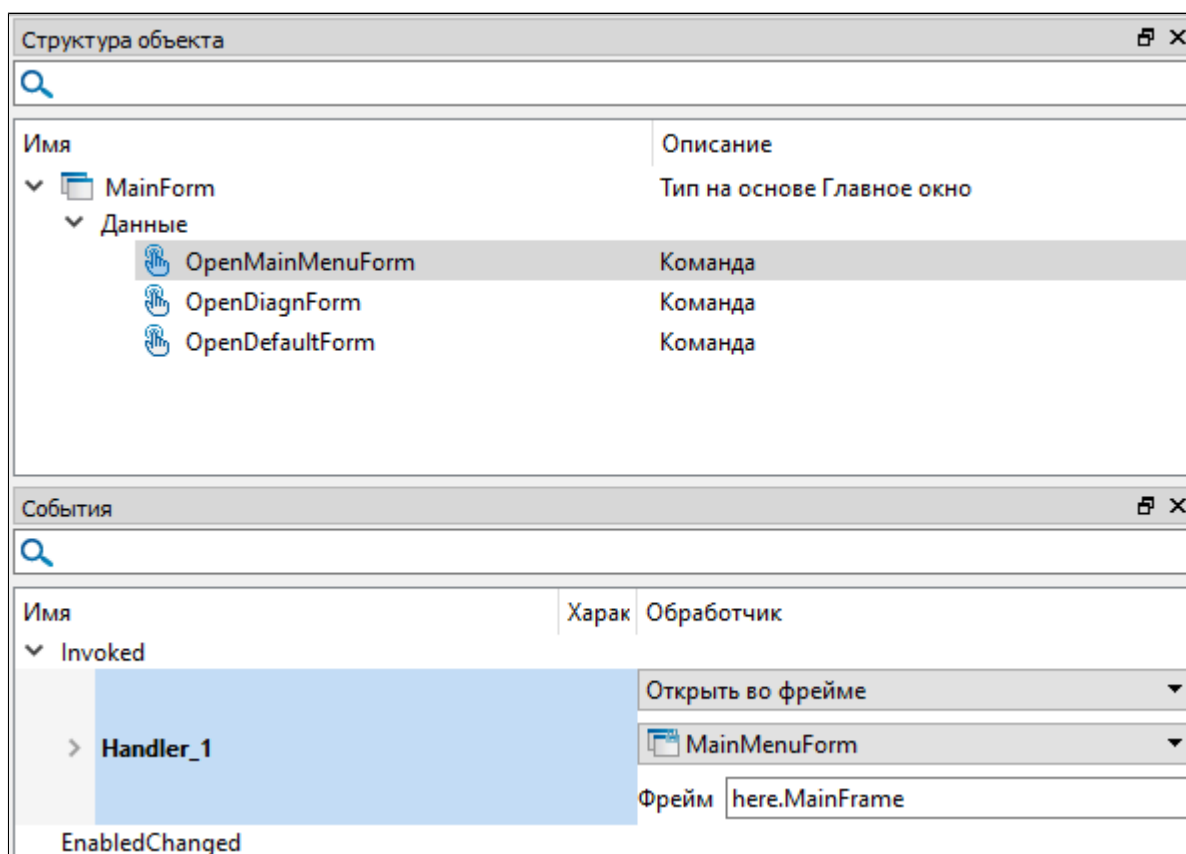 Структура объекта
Имя Описание
MainForm Тип на основе Главное окно
Данные
OpenMainMenuForm Команда
OpenDiagnForm Команда
OpenDefaultForm Команда
События
Имя Харак Обработчик
Invoked
Открыть во фрейме
Handler_1 MainMenuForm
Фрейм here.MainFrame
EnabledChanged